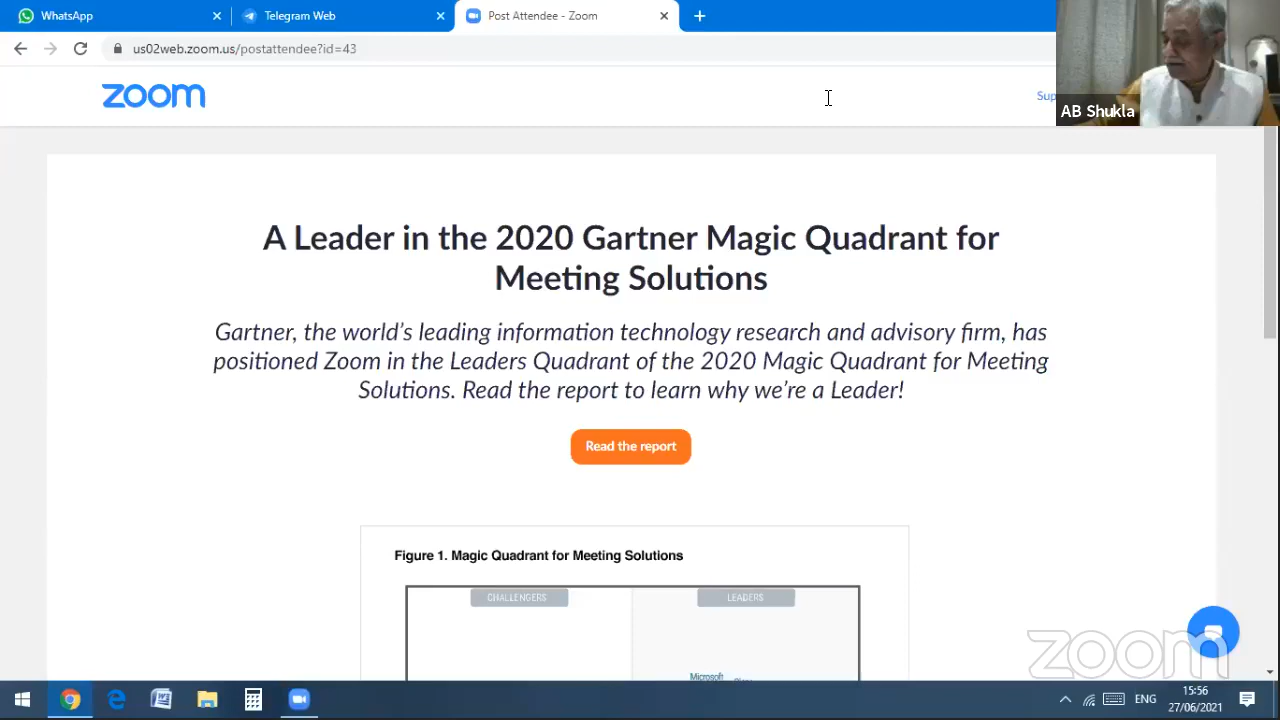 WhatsApp
Telegram Web
Post Attendee - Zoom
us02web.zoom.us/postattendee?id=43
zoom
Sup
AB Shukla
A Leader in the 2020 Gartner Magic Quadrant for
Meeting Solutions
Gartner, the world's leading information technology research and advisory firm, has
positioned Zoom in the Leaders Quadrant of the 2020 Magic Quadrant for Meeting
Solutions. Read the report to learn why we're a Leader!
Read the report
Figure 1. Magic Quadrant for Meeting Solutions
CHALLENGERS
LEADERS
Microsoft
zoom
ENG
15:56
27/06/2021